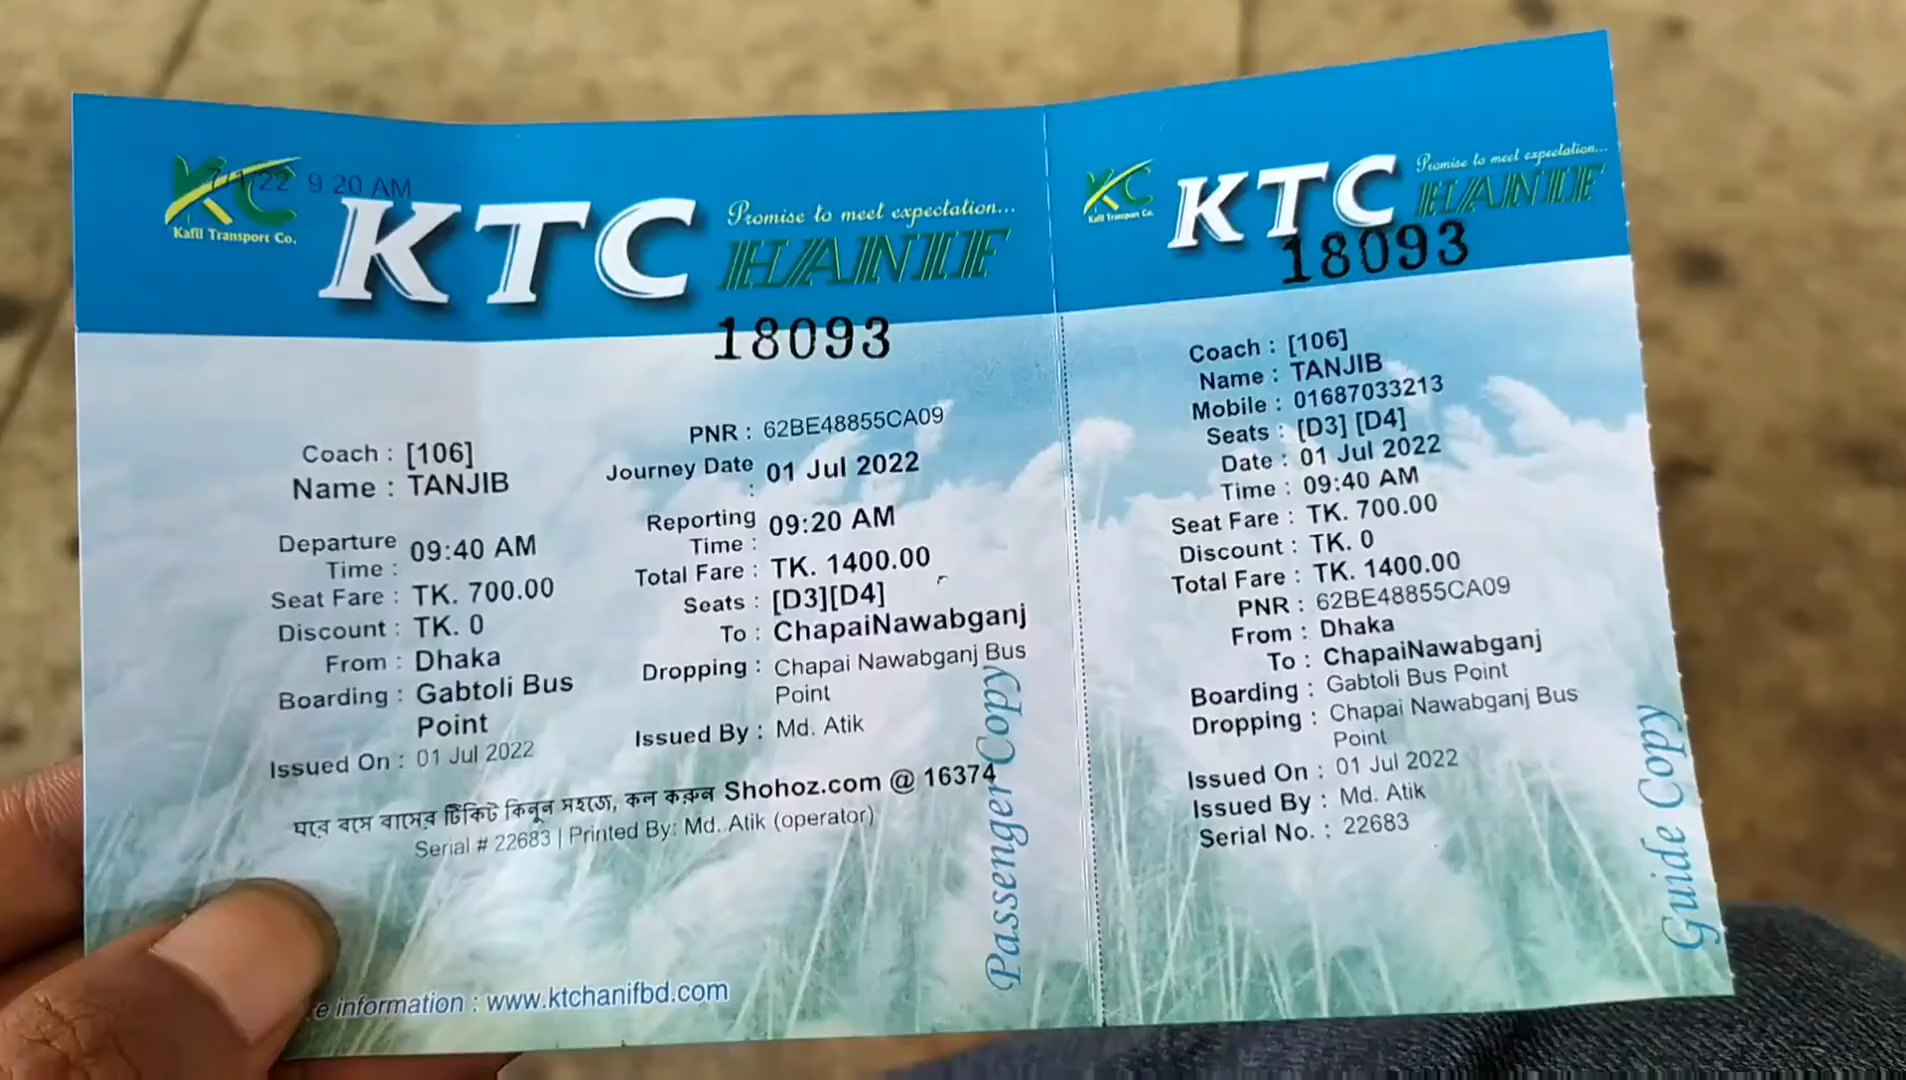 7/1/22 9 20 AM
KC
Kafil Transport Co.
KTC
Promise to meet expectation...
HANIF
18093
Coach : [106]
Name : TANJIB
Departure Time : 09:40 AM
Seat Fare : TK. 700.00
Discount : TK. 0
From : Dhaka
Boarding : Gabtoli Bus Point
Issued On : 01 Jul 2022
PNR : 62BE48855CA09
Journey Date : 01 Jul 2022
Reporting Time : 09:20 AM
Total Fare : TK. 1400.00
Seats : [D3][D4]
To : ChapaiNawabganj
Dropping : Chapai Nawabganj Bus Point
Issued By : Md. Atik
ঘরে বসে বাসের টিকিট কিনুন সহজে, কল করুন Shohoz.com @ 16374
Serial # 22683 | Printed By: Md. Atik (operator)
information : www.ktchanifbd.com
Passenger Copy
KC
Kafil Transport Co.
KTC
Promise to meet expectation...
HANIF
18093
Coach : [106]
Name : TANJIB
Mobile : 01687033213
Seats : [D3] [D4]
Date : 01 Jul 2022
Time : 09:40 AM
Seat Fare : TK. 700.00
Discount : TK. 0
Total Fare : TK. 1400.00
PNR : 62BE48855CA09
From : Dhaka
To : ChapaiNawabganj
Boarding : Gabtoli Bus Point
Dropping : Chapai Nawabganj Bus
Point
Issued On : 01 Jul 2022
Issued By : Md. Atik
Serial No. : 22683
Guide Copy